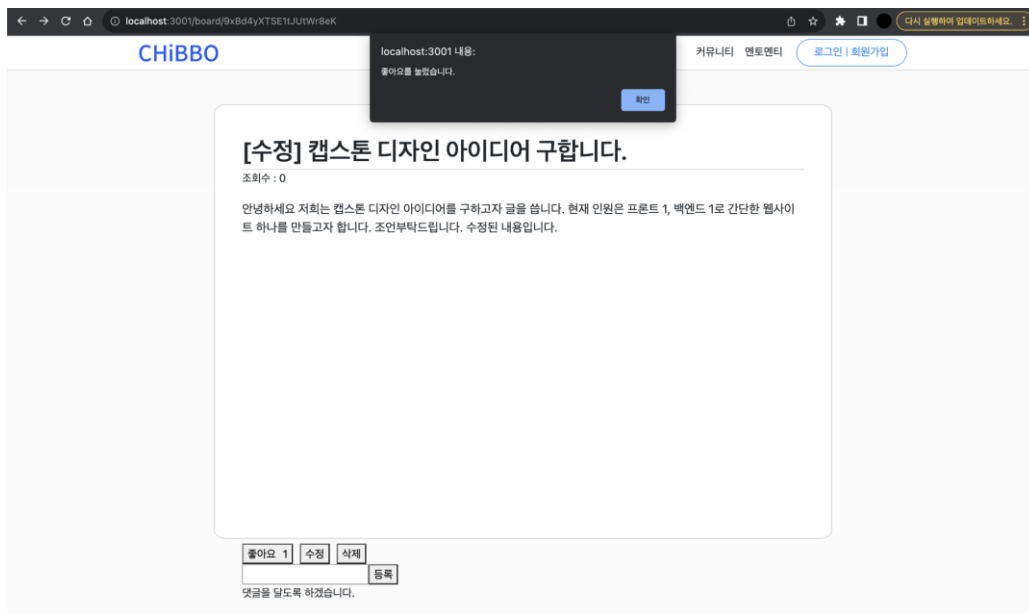 localhost:3001/board/9xBd4yXTSE1tJUtWr8eK
다시 실행하여 업데이트하세요.
CHiBBO
커뮤니티 멘토멘티 로그인 | 회원가입
localhost:3001 내용:
좋아요를 눌렀습니다.
확인
[수정] 캡스톤 디자인 아이디어 구합니다.
조회수 : 0
안녕하세요 저희는 캡스톤 디자인 아이디어를 구하고자 글을 씁니다. 현재 인원은 프론트 1, 백엔드 1로 간단한 웹사이
트 하나를 만들고자 합니다. 조언부탁드립니다. 수정된 내용입니다.
좋아요 1 수정 삭제
등록
댓글을 달도록 하겠습니다.